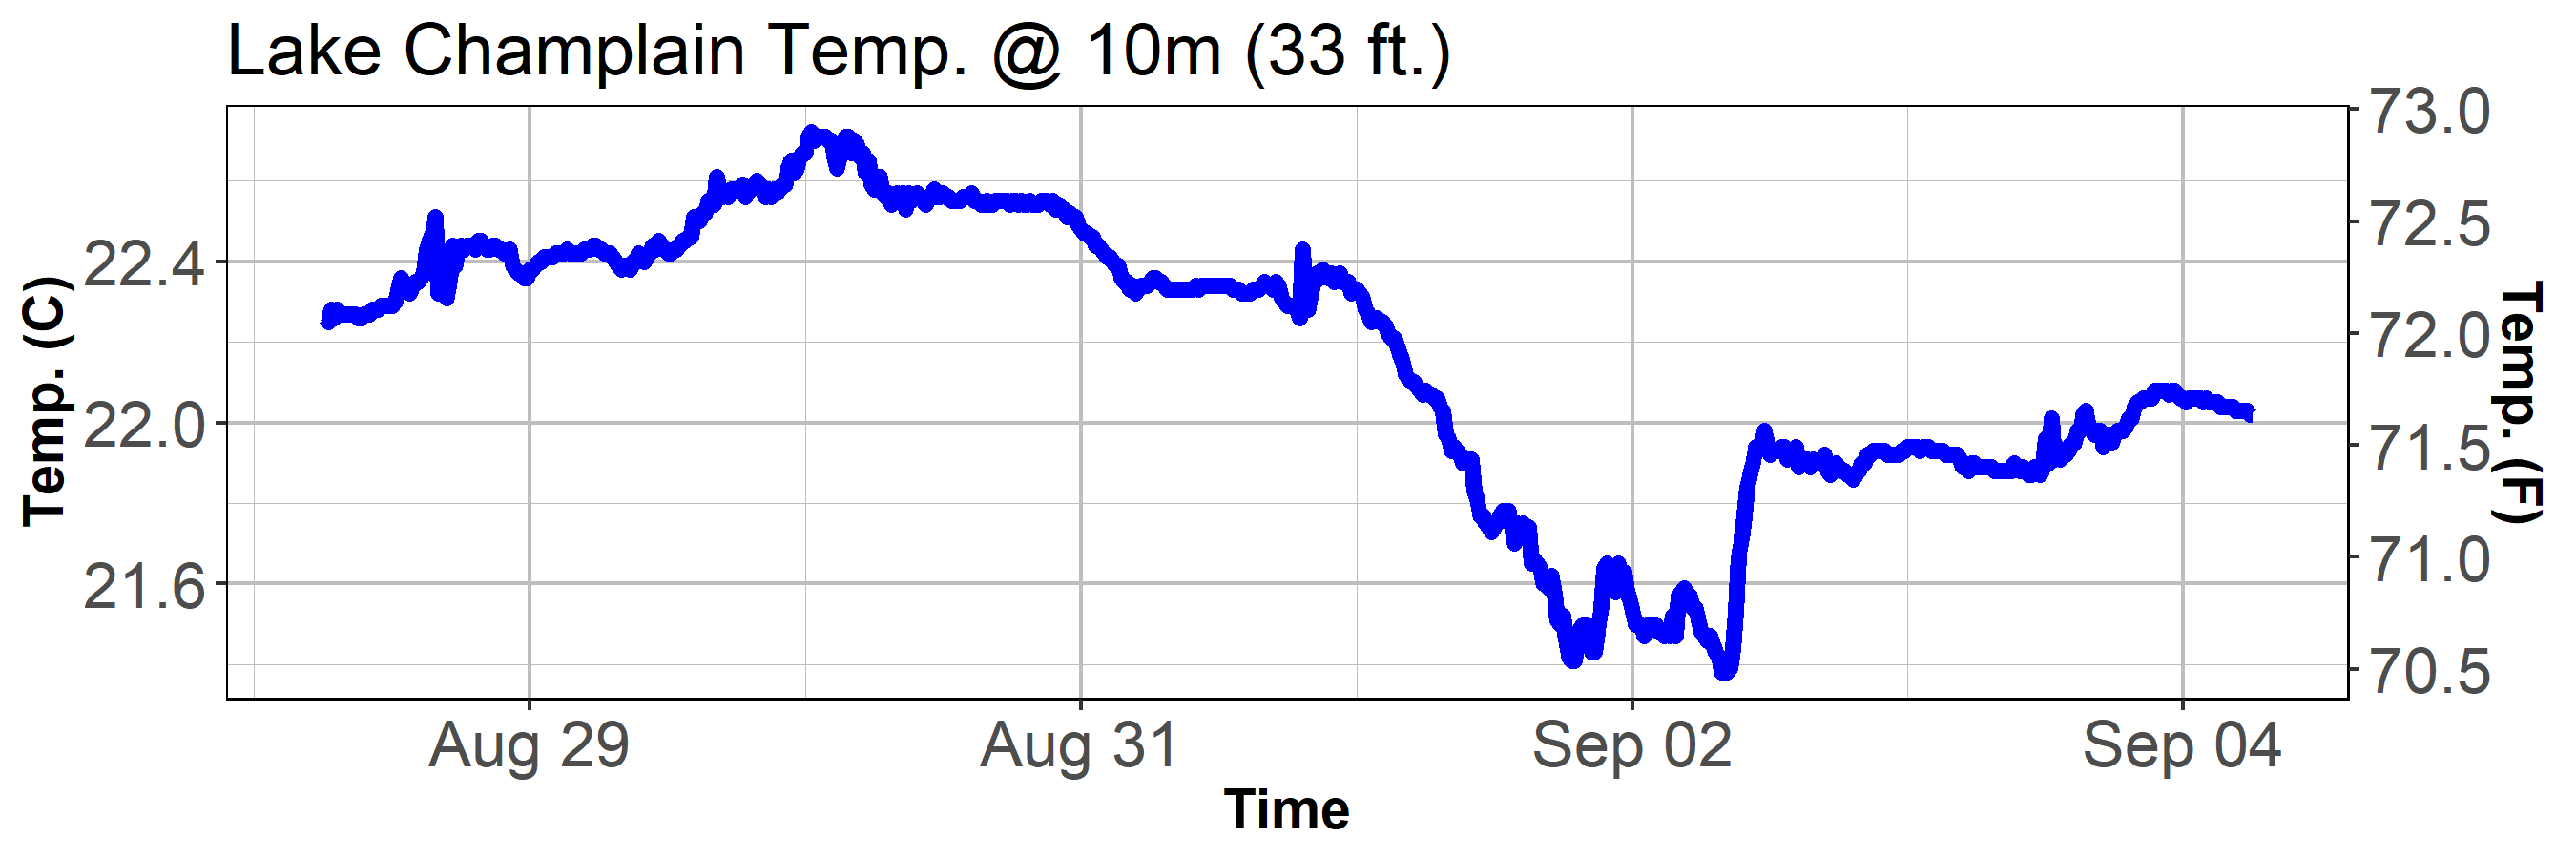 Lake Champlain Temp. @ 10m (33 ft.)
Temp. (C)
22.4
22.0
21.6
73.0
72.5
72.0
71.5
71.0
70.5
Temp. (F)
Aug 29 Aug 31 Sep 02 Sep 04
Time